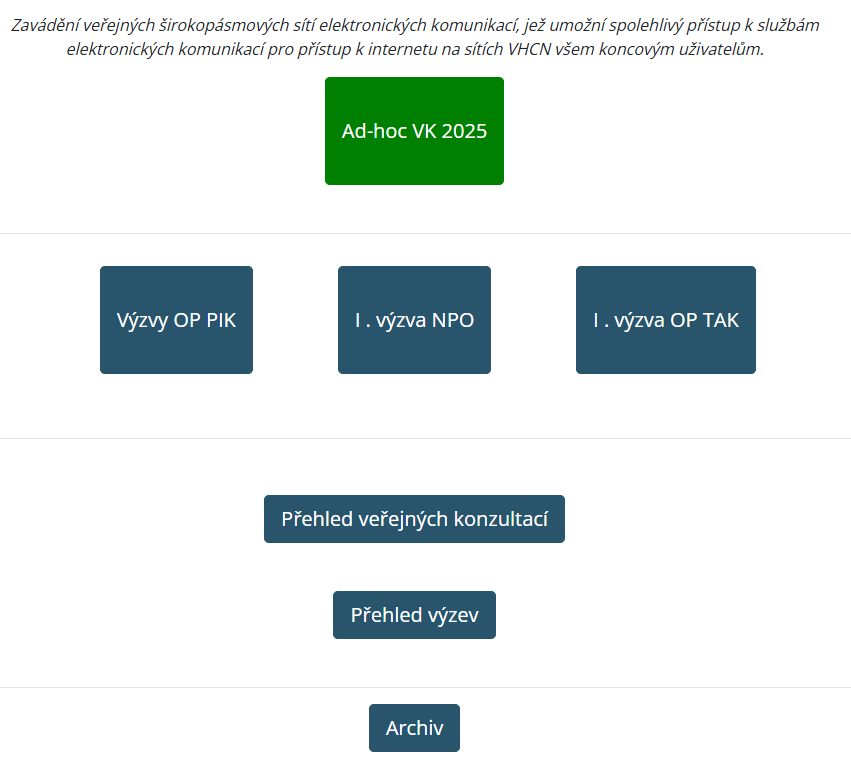 Zavádění veřejných širokopásmových sítí elektronických komunikací, jež umožní spolehlivý přístup k službám
elektronických komunikací pro přístup k internetu na sítích VHCN všem koncovým uživatelům.
Ad-hoc VK 2025
Výzvy OP PIK
I . výzva NPO
I . výzva OP TAK
Přehled veřejných konzultací
Přehled výzev
Archiv